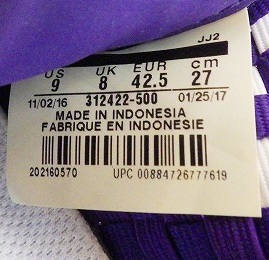 JJ2
US UK EUR cm
9 8 42.5 27
11/02/16 312422-500 01/25/17
MADE IN INDONESIA
FABRIQUE EN INDONESIE
202160570 UPC 00884726777619